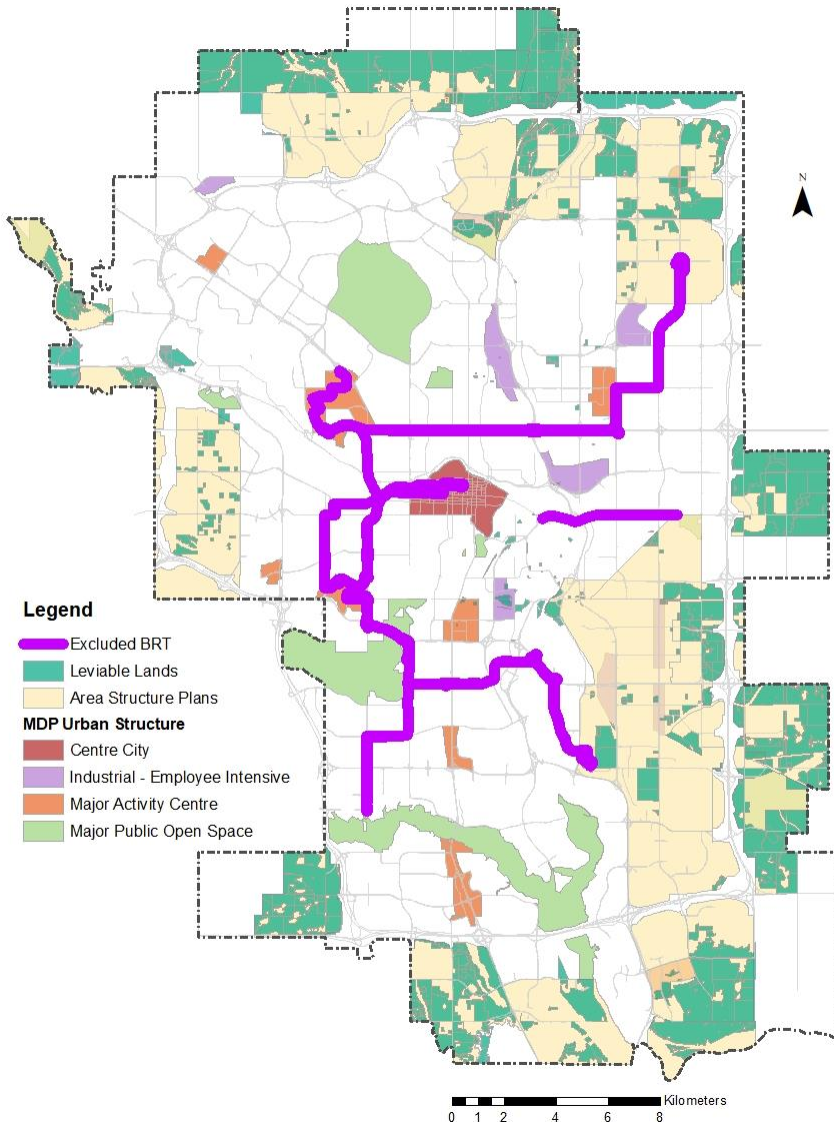 N
Legend
Excluded BRT
Leviable Lands
Area Structure Plans
MDP Urban Structure
Centre City
Industrial - Employee Intensive
Major Activity Centre
Major Public Open Space
Kilometers
0 1 2 4 6 8